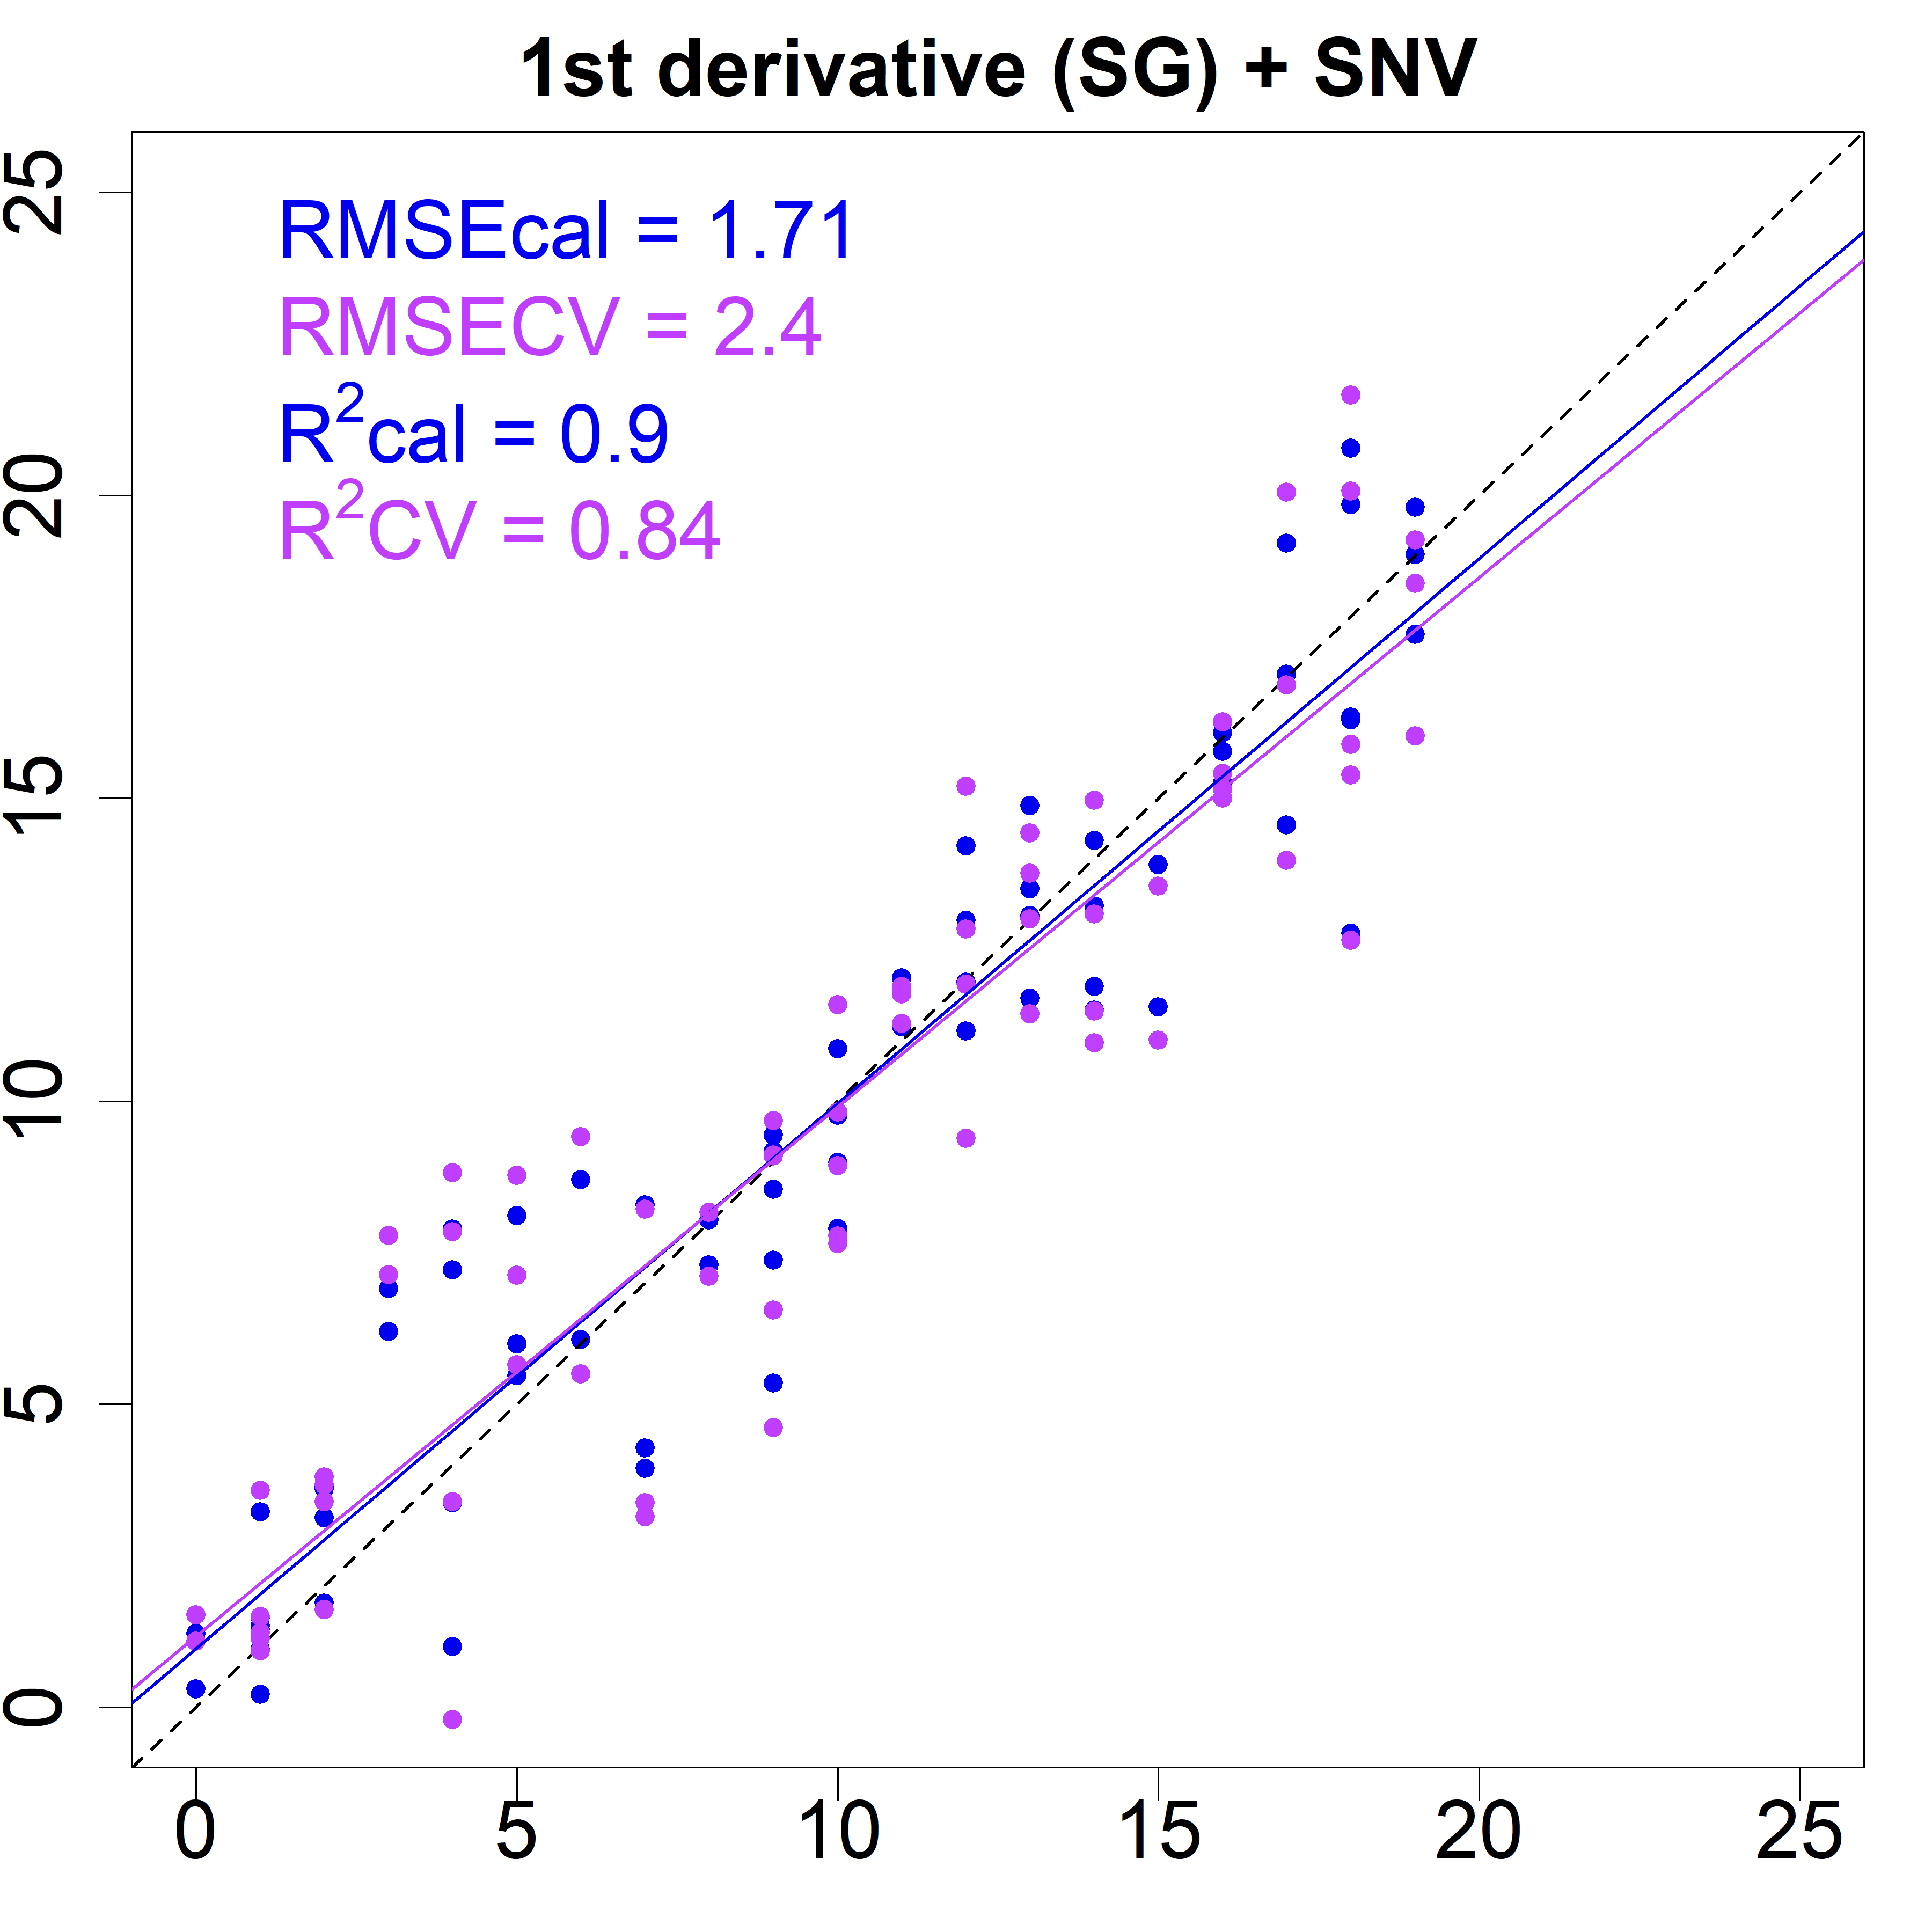 1st derivative (SG) + SNV
RMSEcal = 1.71
RMSECV = 2.4
R²cal = 0.9
R²CV = 0.84
25
20
15
10
5
0
0 5 10 15 20 25